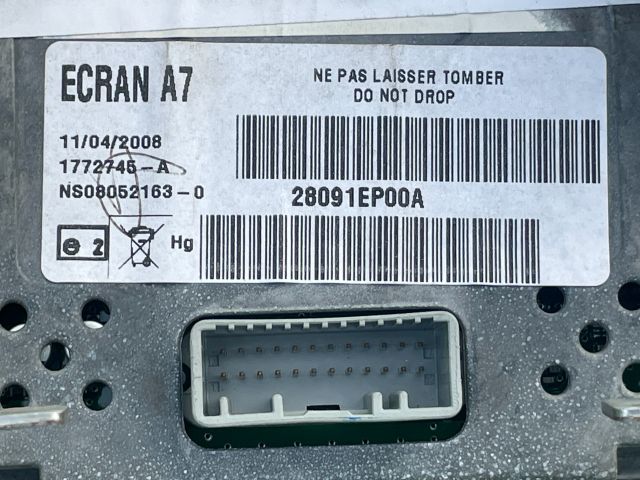 ECRAN A7
NE PAS LAISSER TOMBER
DO NOT DROP
11/04/2008
1772745-A
NS08052163-0
28091EP00A
e 2
Hg